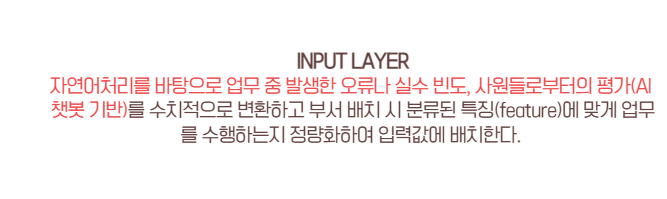 INPUT LAYER
자연어처리를 바탕으로 업무 중 발생한 오류나 실수 빈도, 사원들로부터의 평가(AI
챗봇 기반)를 수치적으로 변환하고 부서 배치 시 분류된 특징(feature)에 맞게 업무
를 수행하는지 정량화하여 입력값에 배치한다.